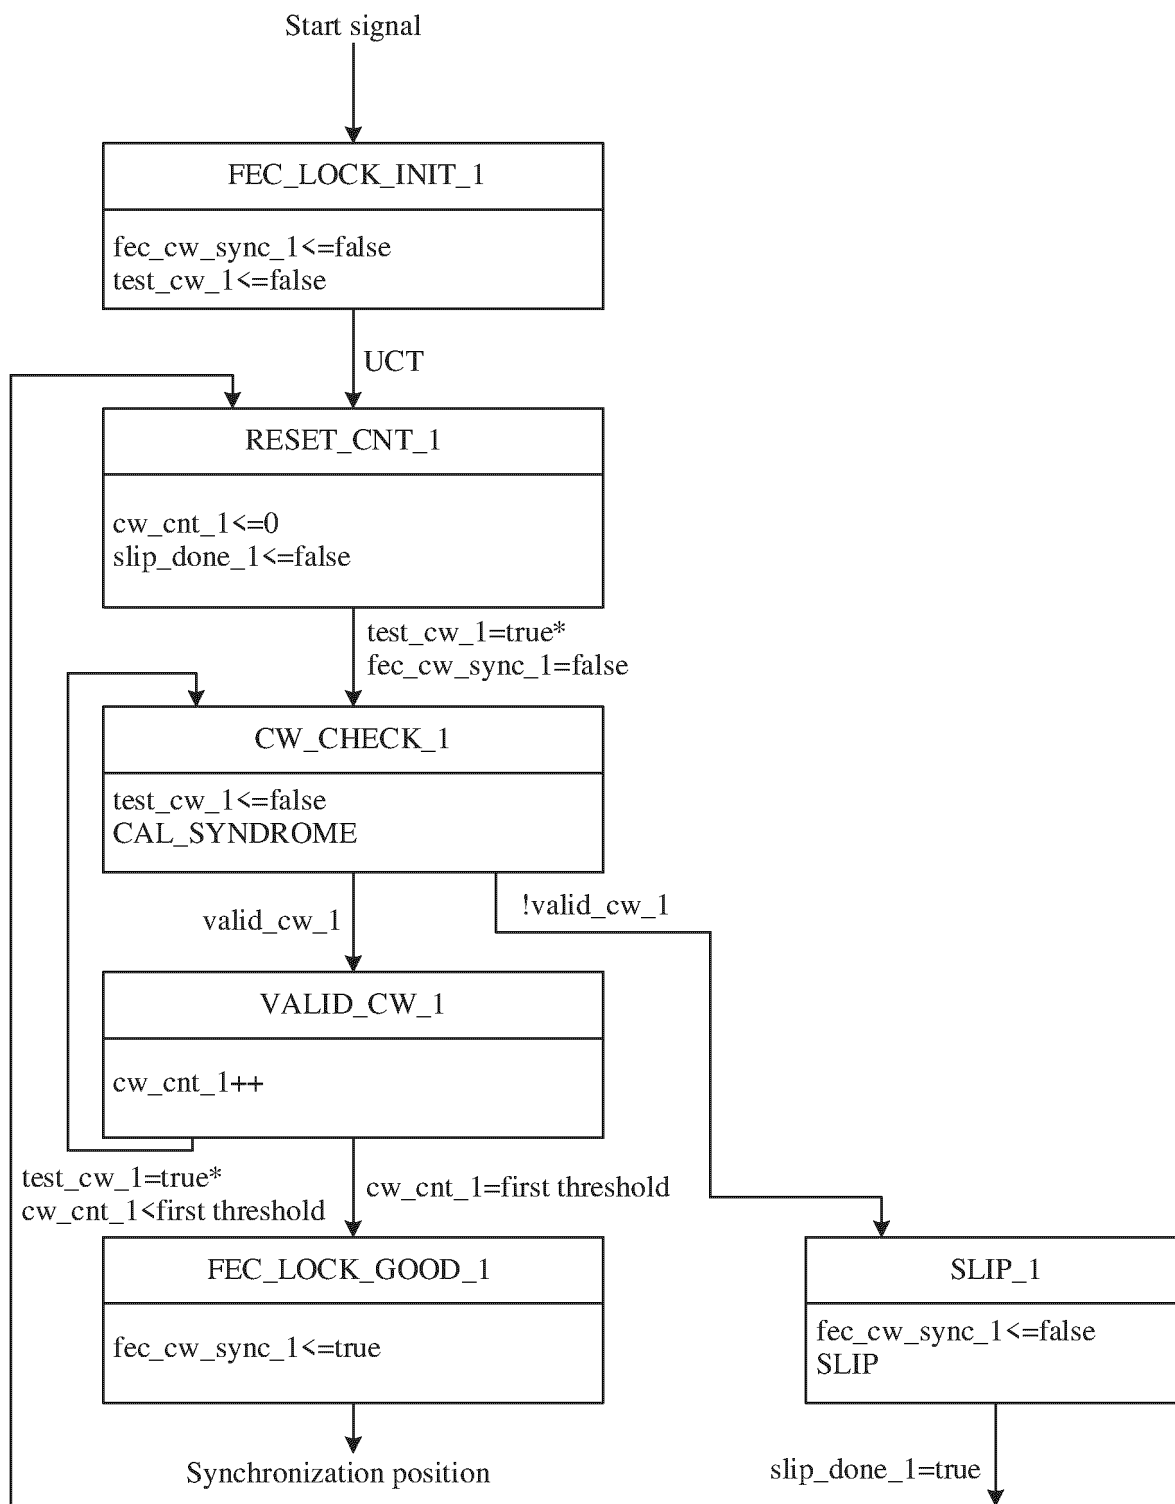 Start signal
FEC_LOCK_INIT_1
fec_cw_sync_1<=false
test_cw_1<=false
UCT
RESET_CNT_1
cw_cnt_1<=0
slip_done_1<=false
test_cw_1=true*
fec_cw_sync_1=false
CW_CHECK_1
test_cw_1<=false
CAL_SYNDROME
valid_cw_1
!valid_cw_1
VALID_CW_1
cw_cnt_1++
test_cw_1=true*
cw_cnt_1<first threshold
cw_cnt_1=first threshold
FEC_LOCK_GOOD_1
fec_cw_sync_1<=true
Synchronization position
SLIP_1
fec_cw_sync_1<=false
SLIP
slip_done_1=true